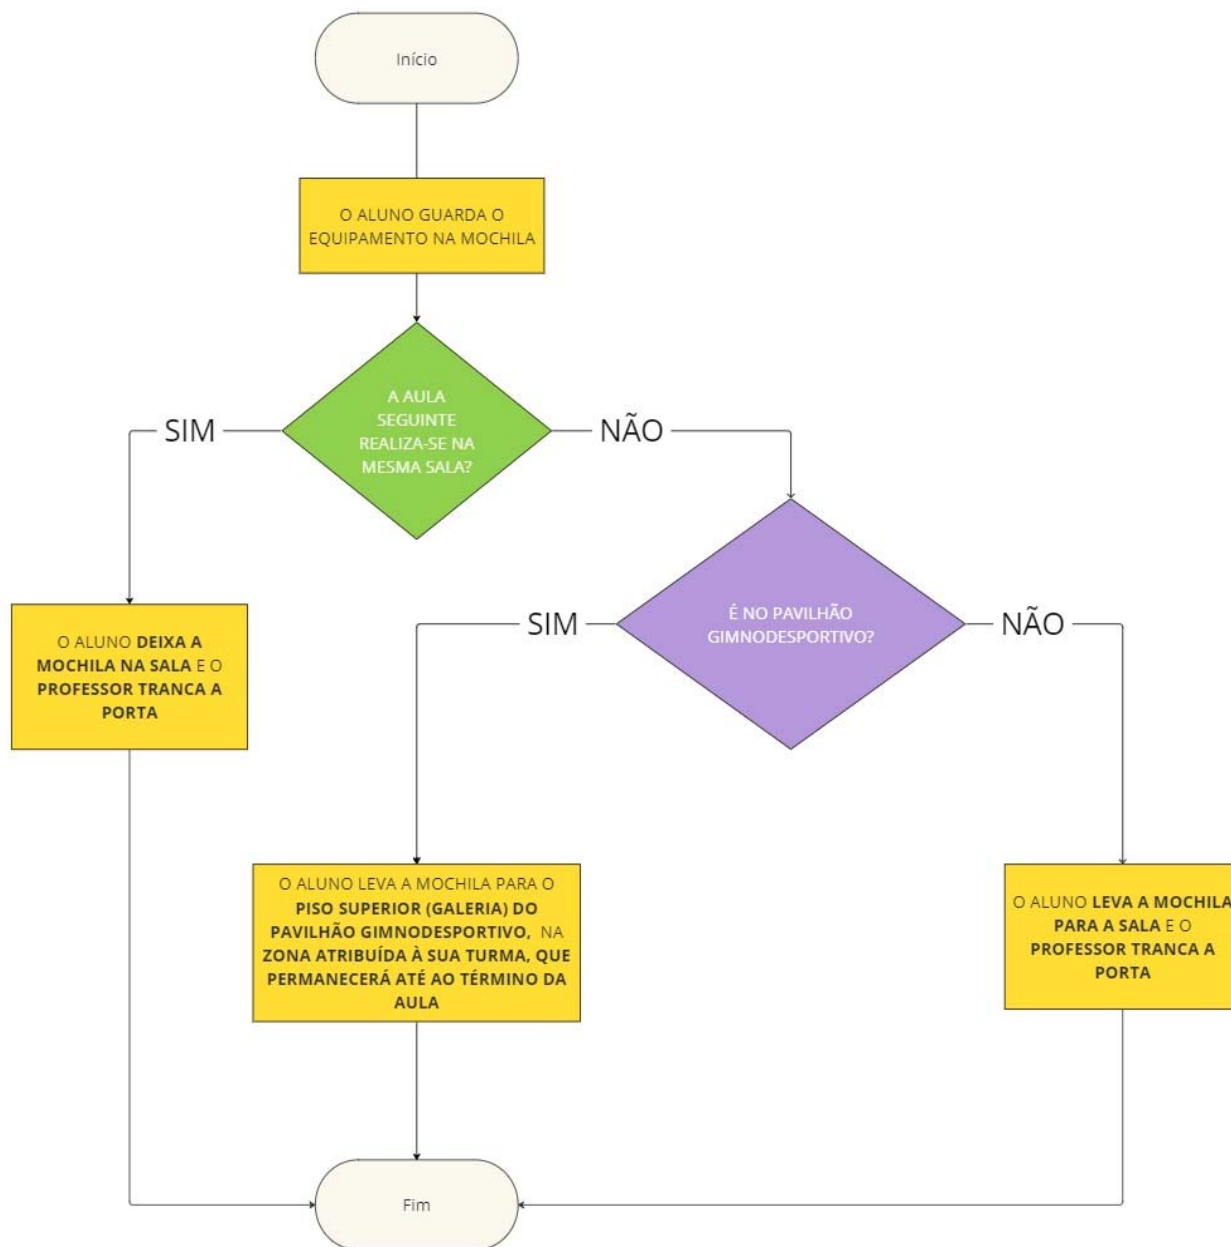 Início
O ALUNO GUARDA O
EQUIPAMENTO NA MOCHILA
A AULA
SEGUINTE
REALIZA-SE NA
MESMA SALA?
SIM
NÃO
É NO PAVILHÃO
GIMNODESPORTIVO?
SIM
NÃO
O ALUNO DEIXA A
MOCHILA NA SALA E O
PROFESSOR TRANCA A
PORTA
O ALUNO LEVA A MOCHILA PARA O
PISO SUPERIOR (GALERIA) DO
PAVILHÃO GIMNODESPORTIVO, NA
ZONA ATRIBUÍDA À SUA TURMA, QUE
PERMANECERÁ ATÉ AO TÉRMINO DA
AULA
O ALUNO LEVA A MOCHILA
PARA A SALA E O
PROFESSOR TRANCA A
PORTA
Fim